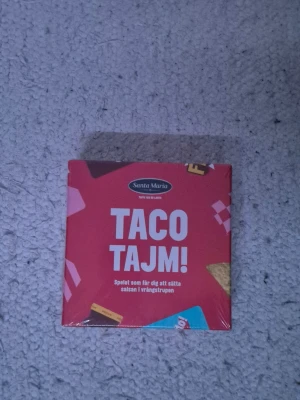 Santa Maria
TACO
TAJM!
Spelet som får dig att sätta
salsan i vrångstrupen